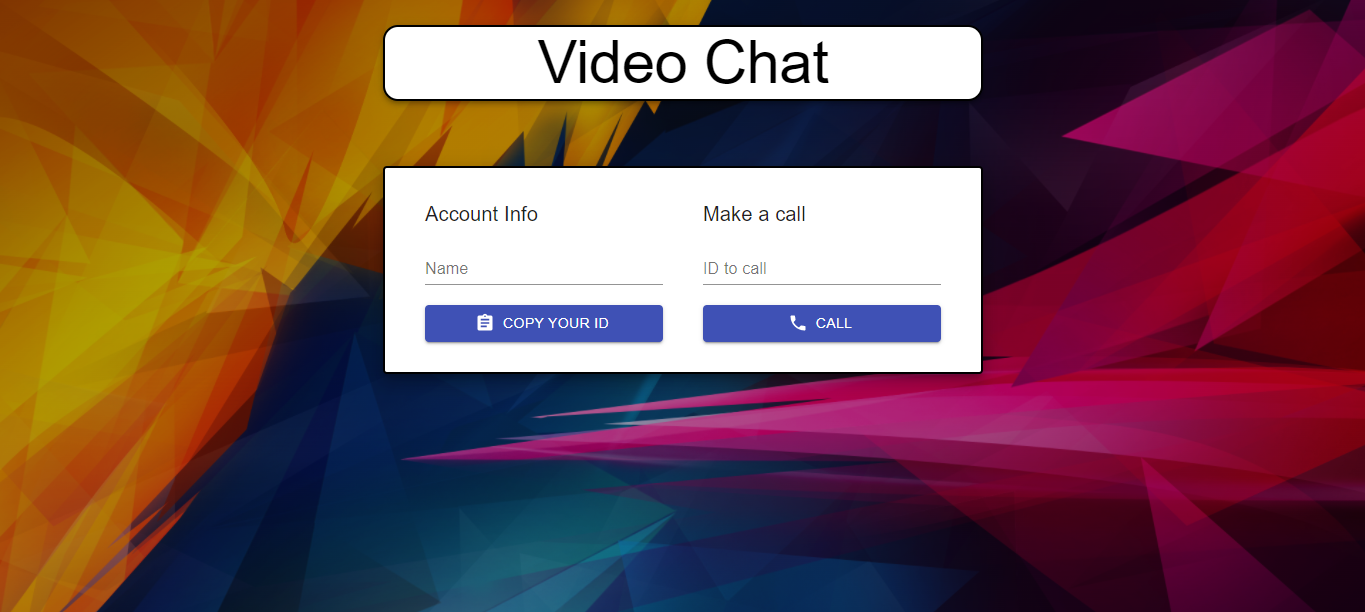 Video Chat
Account Info
Name
COPY YOUR ID
Make a call
ID to call
CALL